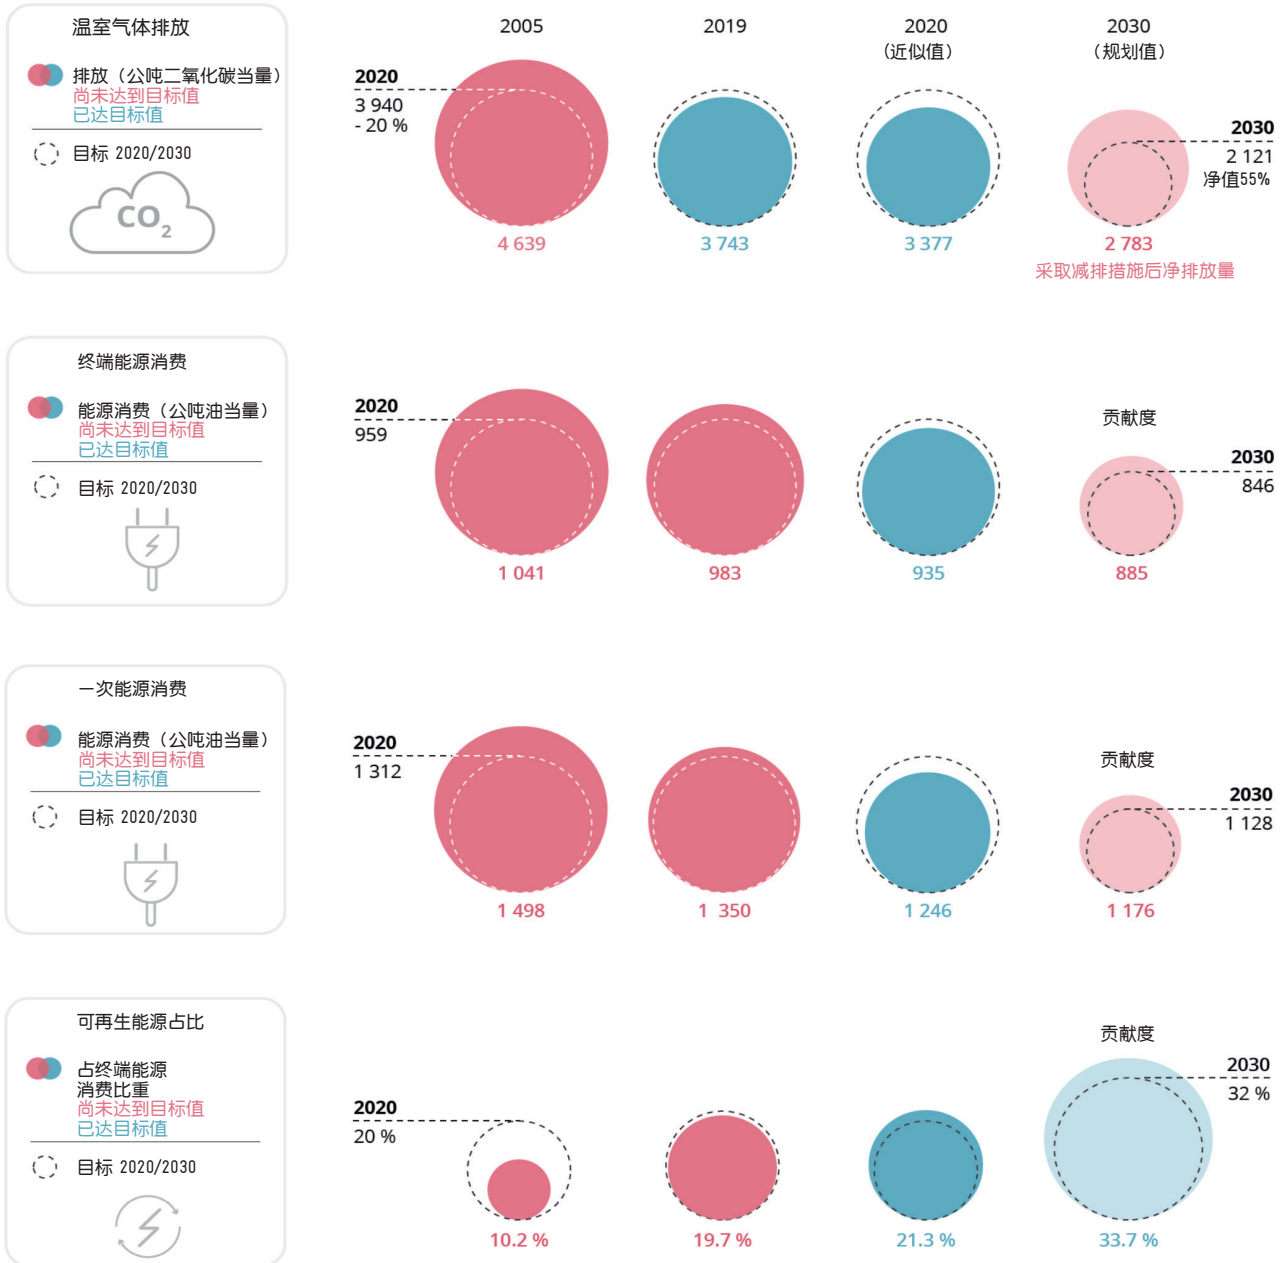 温室气体排放
排放（公吨二氧化碳当量）
尚未达到目标值
已达目标值
目标 2020/2030
CO2
2005
2019
2020
（近似值）
2030
（规划值）
2020
3 940
- 20 %
2030
2 121
净值55%
4 639
3 743
3 377
2 783
采取减排措施后净排放量
终端能源消费
能源消费（公吨油当量）
尚未达到目标值
已达目标值
目标 2020/2030
2020
959
贡献度
2030
846
1 041
983
935
885
一次能源消费
能源消费（公吨油当量）
尚未达到目标值
已达目标值
目标 2020/2030
2020
1 312
贡献度
2030
1 128
1 498
1 350
1 246
1 176
可再生能源占比
占终端能源
消费比重
尚未达到目标值
已达目标值
目标 2020/2030
2020
20 %
贡献度
2030
32 %
10.2 %
19.7 %
21.3 %
33.7 %